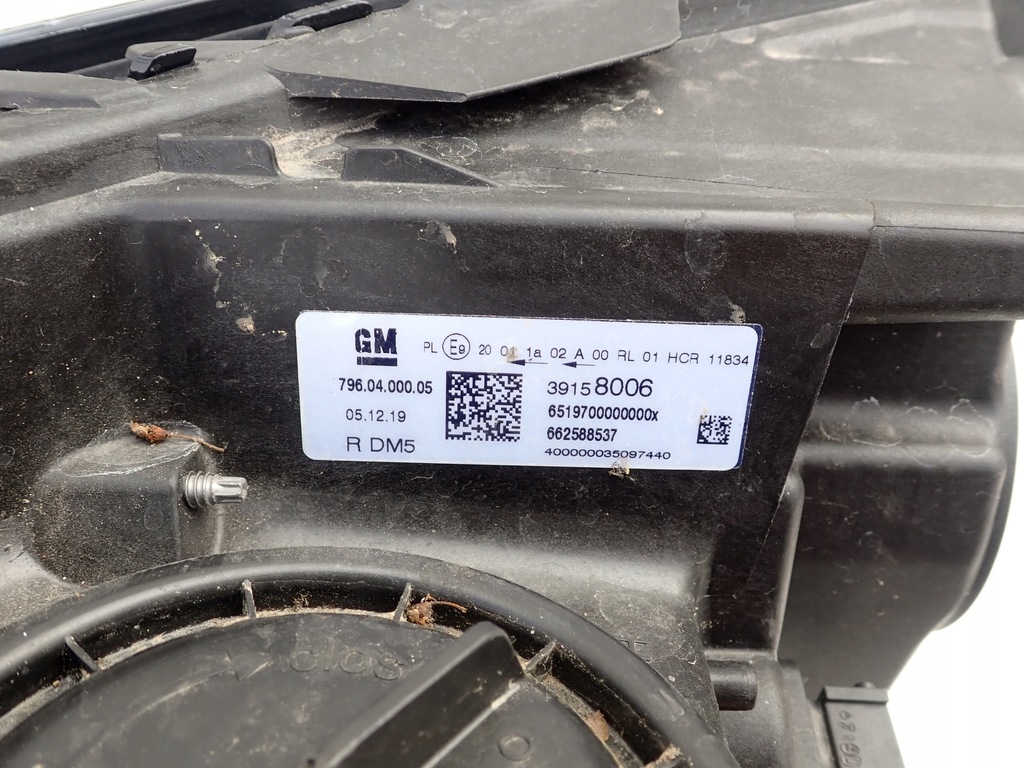 GM
PL E9 20 01 1a 02 A 00 RL 01 HCR 11834
796.04.000.05
39158006
05.12.19
6519700000000x
662588537
R DM5
400000035097440
clos